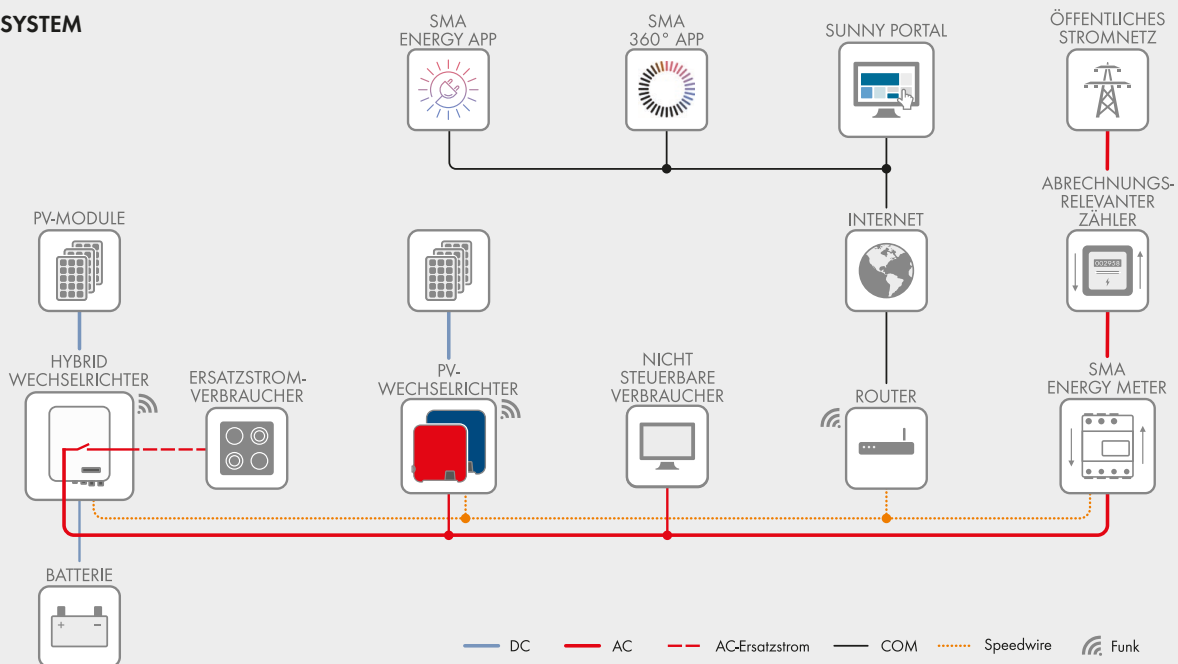 SYSTEM
SMA
ENERGY APP
SMA
360° APP
SUNNY PORTAL
ÖFFENTLICHES
STROMNETZ
PV-MODULE
INTERNET
ABRECHNUNGS-
RELEVANTER
ZÄHLER
002958
HYBRID
WECHSELRICHTER
ERSATZSTROM-
VERBRAUCHER
PV-
WECHSELRICHTER
NICHT
STEUERBARE
VERBRAUCHER
ROUTER
SMA
ENERGY METER
BATTERIE
+ −
DC
AC
AC-Ersatzstrom
COM
Speedwire
Funk